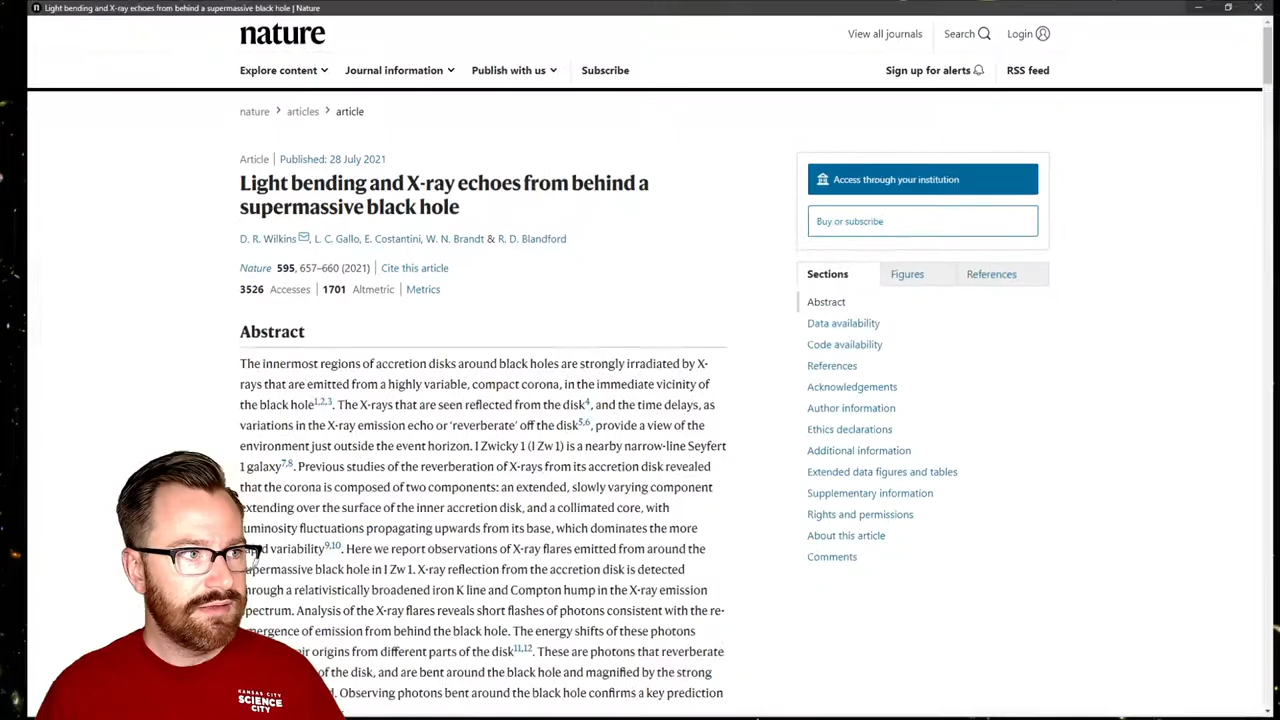 Light bending and X-ray echoes from behind a supermassive black hole | Nature
nature
View all journals
Search
Login
Explore content
Journal information
Publish with us
Subscribe
Sign up for alerts
RSS feed
nature > articles > article
Article | Published: 28 July 2021
Light bending and X-ray echoes from behind a
supermassive black hole
D. R. Wilkins, L. C. Gallo, E. Costantini, W. N. Brandt & R. D. Blandford
Nature 595, 657–660 (2021) | Cite this article
3526 Accesses | 1701 Altmetric | Metrics
Abstract
The innermost regions of accretion disks around black holes are strongly irradiated by X-
rays that are emitted from a highly variable, compact corona, in the immediate vicinity of
the black hole1,2,3. The X-rays that are seen reflected from the disk4, and the time delays, as
variations in the X-ray emission echo or ‘reverberate’ off the disk5,6, provide a view of the
environment just outside the event horizon. I Zwicky 1 (I Zw 1) is a nearby narrow-line Seyfert
1 galaxy7,8. Previous studies of the reverberation of X-rays from its accretion disk revealed
that the corona is composed of two components: an extended, slowly varying component
extending over the surface of the inner accretion disk, and a collimated core, with
luminosity fluctuations propagating upwards from its base, which dominates the more
variability9,10. Here we report observations of X-ray flares emitted from around the
supermassive black hole in I Zw 1. X-ray reflection from the accretion disk is detected
through a relativistically broadened iron K line and Compton hump in the X-ray emission
spectrum. Analysis of the X-ray flares reveals short flashes of photons consistent with the re-
emergence of emission from behind the black hole. The energy shifts of these photons
origins from different parts of the disk11,12. These are photons that reverberate
of the disk, and are bent around the black hole and magnified by the strong
Observing photons bent around the black hole confirms a key prediction
Access through your institution
Buy or subscribe
Sections
Figures
References
Abstract
Data availability
Code availability
References
Acknowledgements
Author information
Ethics declarations
Additional information
Extended data figures and tables
Supplementary information
Rights and permissions
About this article
Comments
KANSAS CITY
SCIENCE
CITY